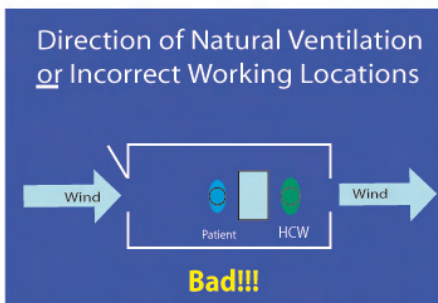 Direction of Natural Ventilation
or Incorrect Working Locations
Wind
Wind
Patient
HCW
Bad!!!